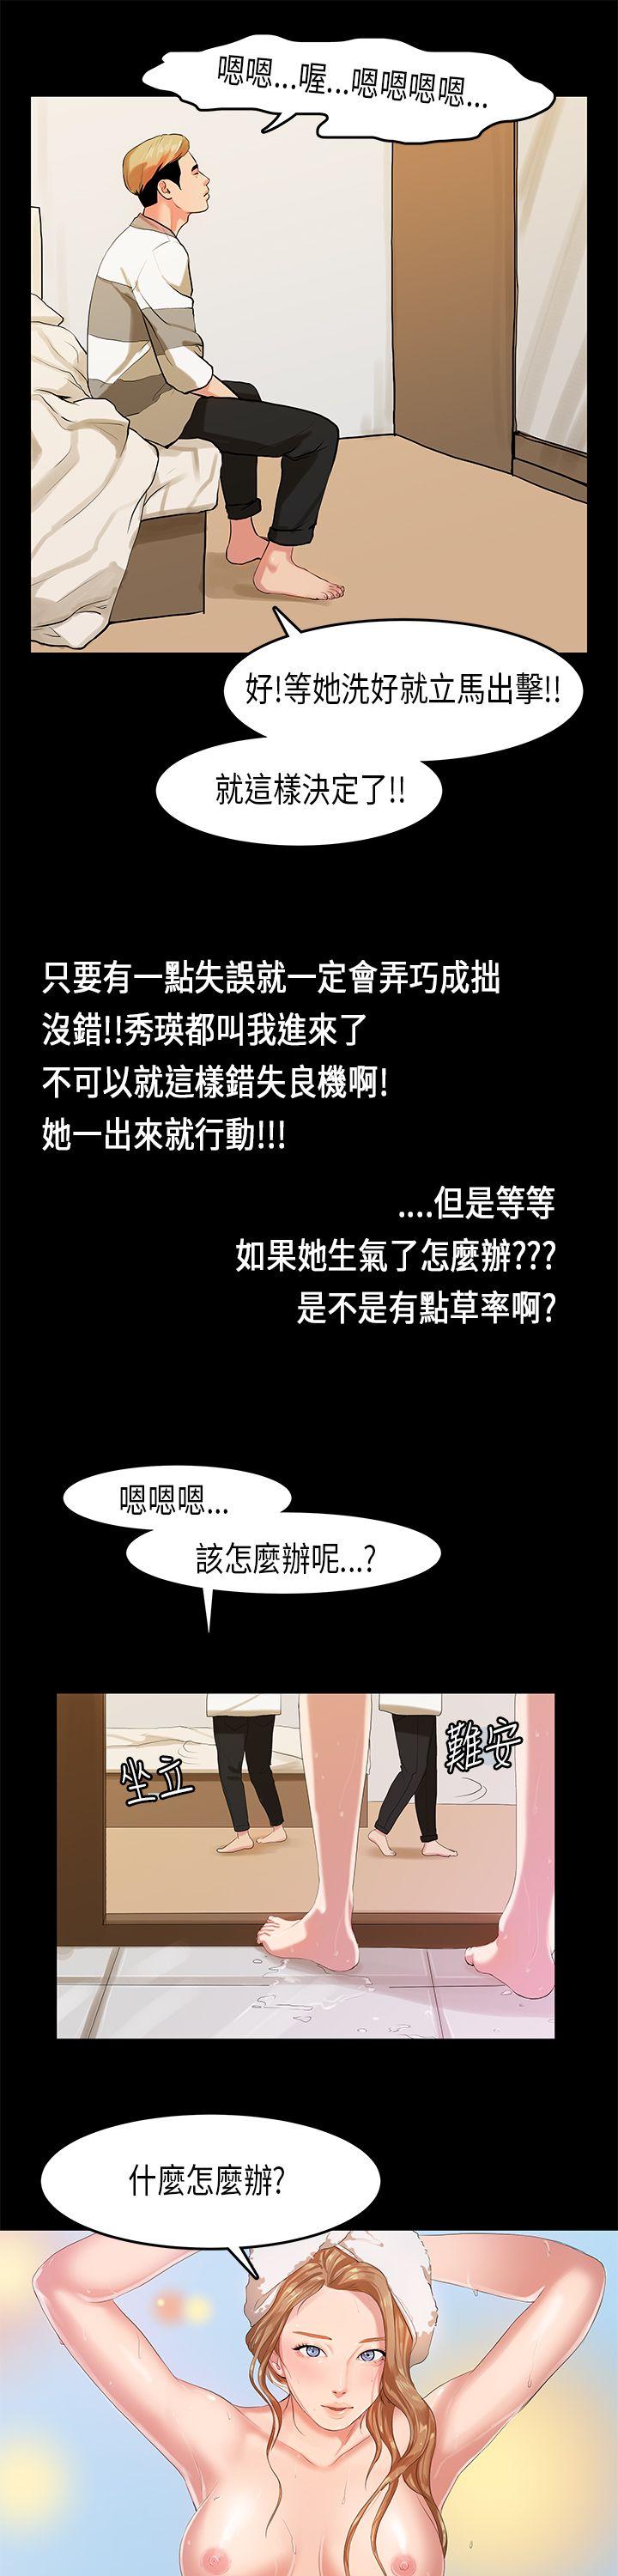 嗯嗯...喔...嗯嗯嗯嗯...
好!等她洗好就立馬出擊!!
就這樣決定了!!
只要有一點失誤就一定會弄巧成拙
沒錯!!秀瑛都叫我進來了
不可以就這樣錯失良機啊!
她一出來就行動!!!
....但是等等
如果她生氣了怎麼辦???
是不是有點草率啊?
嗯嗯嗯...
該怎麼辦呢...?
坐立
難安
什麼怎麼辦?